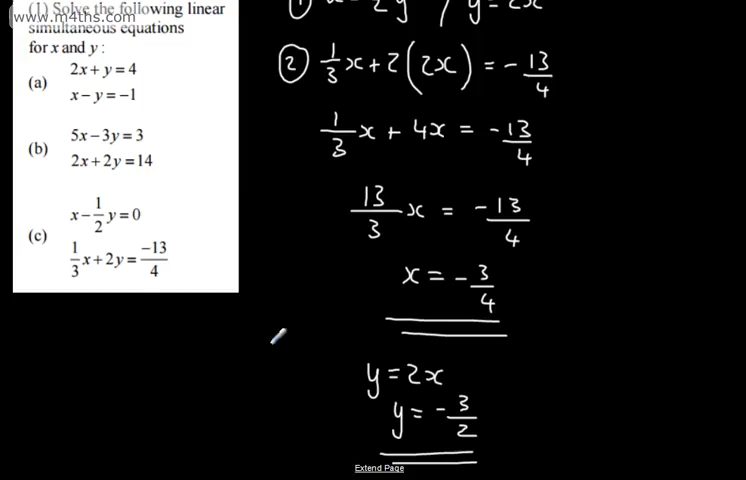 www.m4ths.com
(1) Solve the following linear
simultaneous equations
for x and y :
(a) 2x + y = 4
x − y = −1
(b) 5x − 3y = 3
2x + 2y = 14
(c) x − 1/2 y = 0
1/3 x + 2y = −13/4
y = 2x
② 1/3 x + 2(2x) = −13/4
1/3 x + 4x = −13/4
13/3 x = −13/4
x = −3/4
y = 2x
y = −3/2
Extend Page